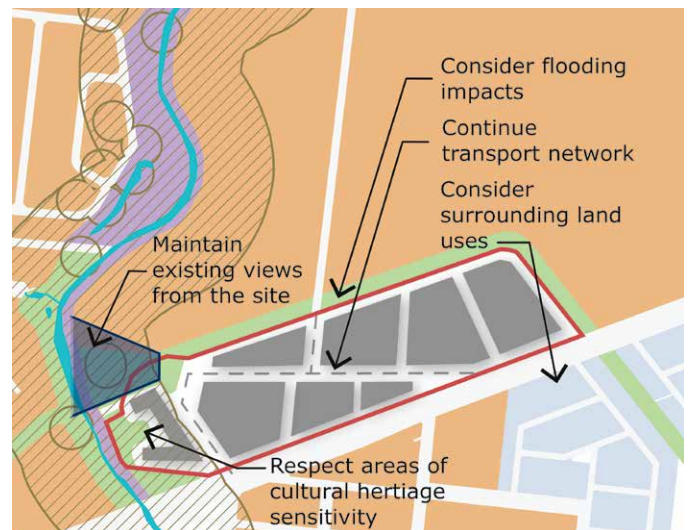 Consider flooding
impacts
Continue
transport network
Consider
surrounding land
uses
Maintain
existing views
from the site
Respect areas of
cultural hertiage
sensitivity